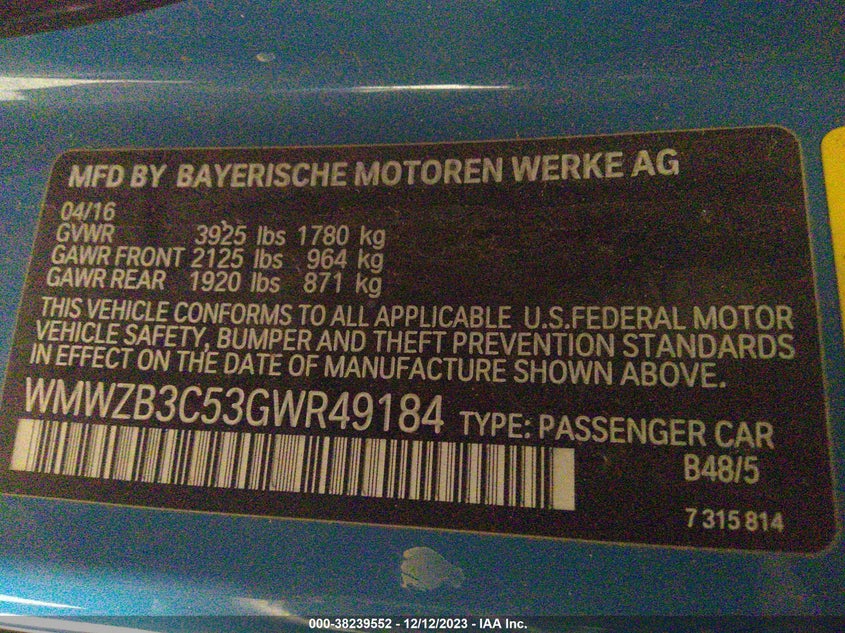 MFD BY BAYERISCHE MOTOREN WERKE AG
04/16
GVWR 3925 lbs 1780 kg
GAWR FRONT 2125 lbs 964 kg
GAWR REAR 1920 lbs 871 kg
THIS VEHICLE CONFORMS TO ALL APPLICABLE U.S.FEDERAL MOTOR
VEHICLE SAFETY, BUMPER AND THEFT PREVENTION STANDARDS
IN EFFECT ON THE DATE OF MANUFACTURE SHOWN ABOVE.
WMWZB3C53GWR49184 TYPE: PASSENGER CAR
B48/5
7 315 814
000-38239552 - 12/12/2023 - IAA Inc.